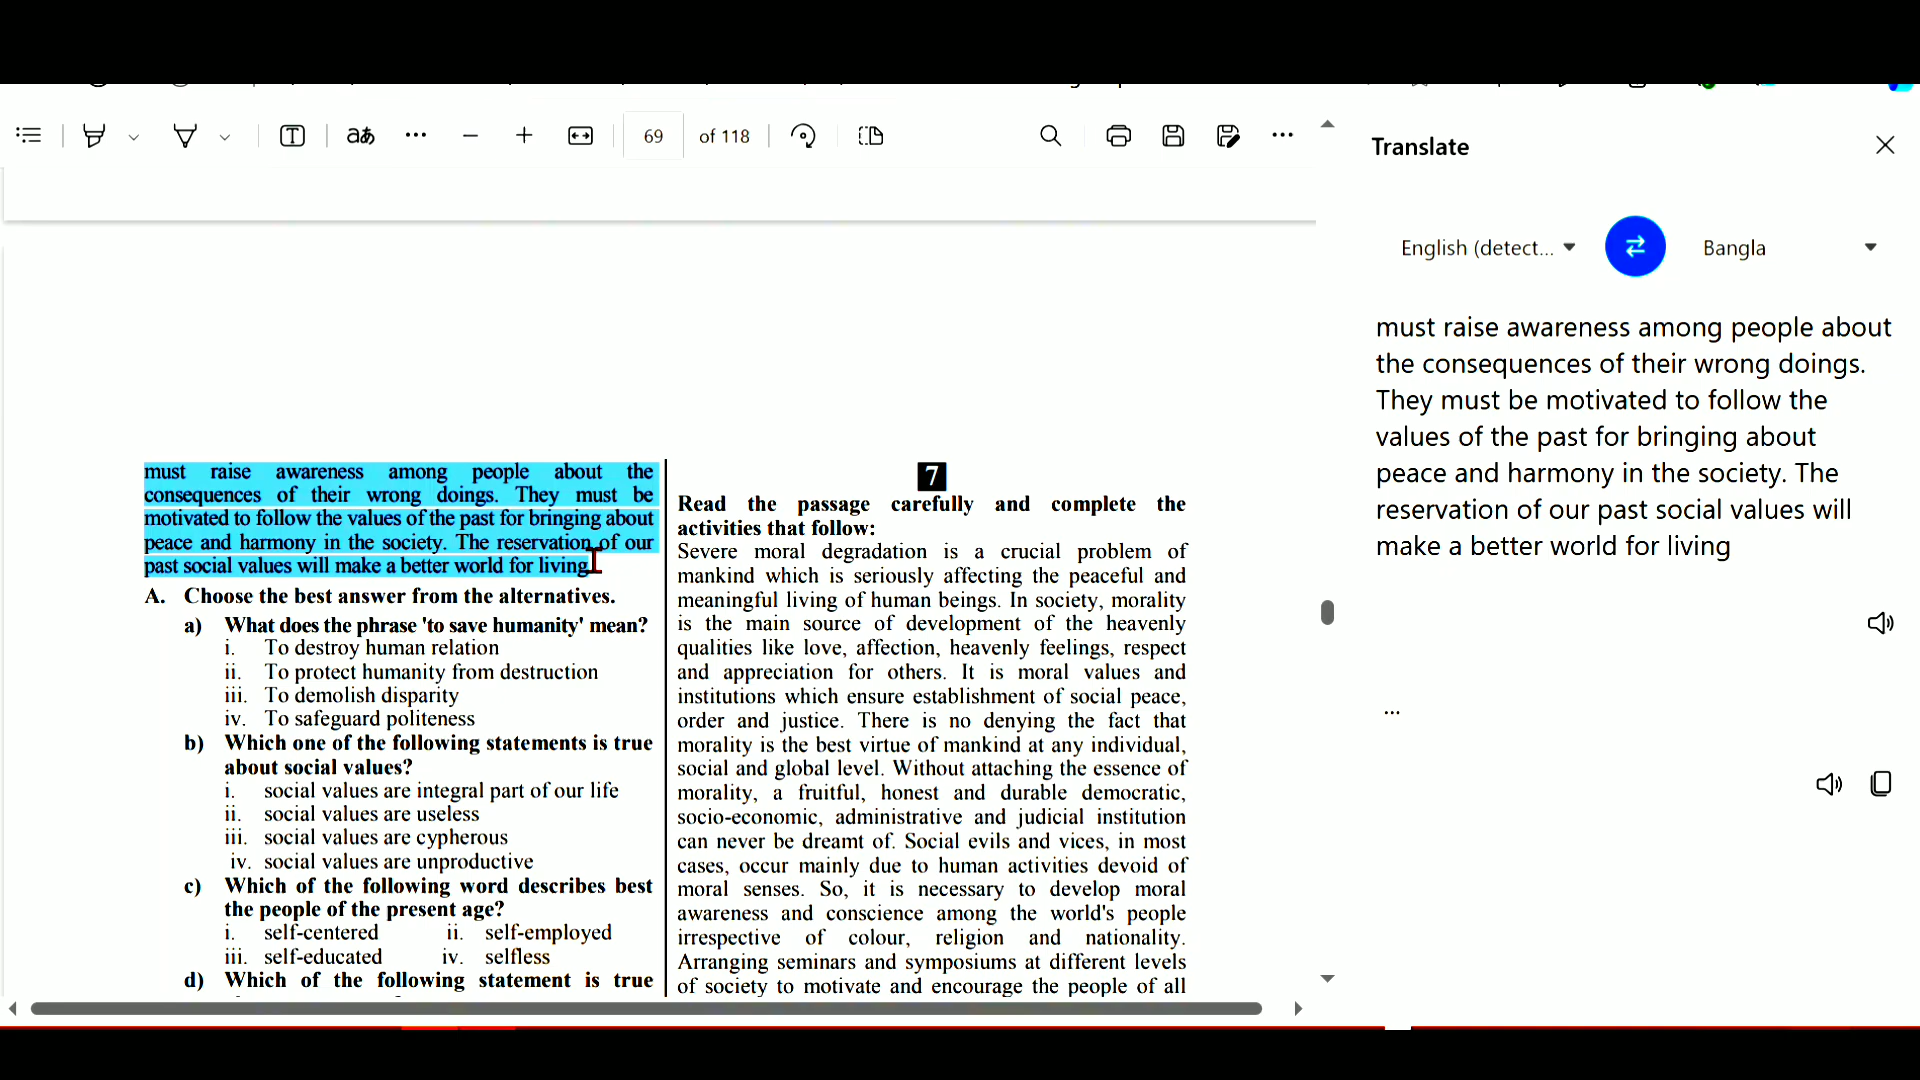 69 of 118
Translate
English (detect...
Bangla
must raise awareness among people about
the consequences of their wrong doings.
They must be motivated to follow the
values of the past for bringing about
peace and harmony in the society. The
reservation of our past social values will
make a better world for living
...
must raise awareness among people about the
consequences of their wrong doings. They must be
motivated to follow the values of the past for bringing about
peace and harmony in the society. The reservation of our
past social values will make a better world for living
A. Choose the best answer from the alternatives.
a) What does the phrase 'to save humanity' mean?
i. To destroy human relation
ii. To protect humanity from destruction
iii. To demolish disparity
iv. To safeguard politeness
b) Which one of the following statements is true
about social values?
i. social values are integral part of our life
ii. social values are useless
iii. social values are cypherous
iv. social values are unproductive
c) Which of the following word describes best
the people of the present age?
i. self-centered ii. self-employed
iii. self-educated iv. selfless
d) Which of the following statement is true
7
Read the passage carefully and complete the
activities that follow:
Severe moral degradation is a crucial problem of
mankind which is seriously affecting the peaceful and
meaningful living of human beings. In society, morality
is the main source of development of the heavenly
qualities like love, affection, heavenly feelings, respect
and appreciation for others. It is moral values and
institutions which ensure establishment of social peace,
order and justice. There is no denying the fact that
morality is the best virtue of mankind at any individual,
social and global level. Without attaching the essence of
morality, a fruitful, honest and durable democratic,
socio-economic, administrative and judicial institution
can never be dreamt of. Social evils and vices, in most
cases, occur mainly due to human activities devoid of
moral senses. So, it is necessary to develop moral
awareness and conscience among the world's people
irrespective of colour, religion and nationality.
Arranging seminars and symposiums at different levels
of society to motivate and encourage the people of all